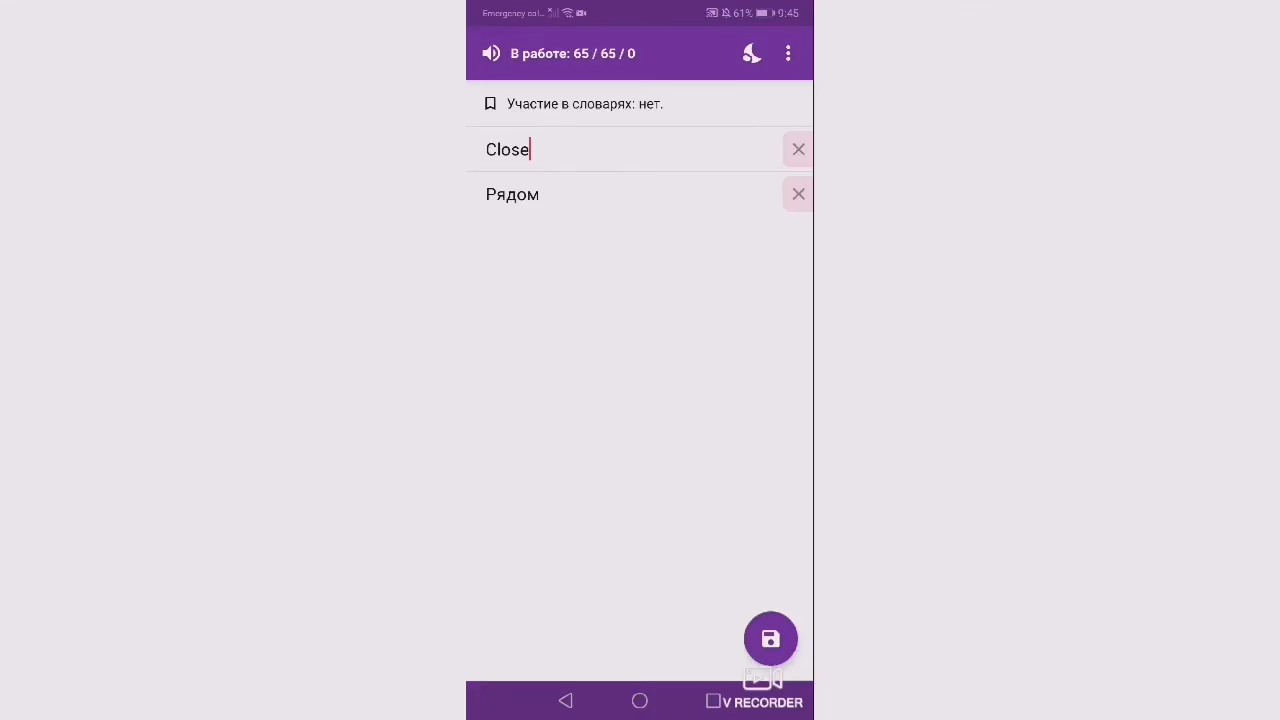 Emergency cal... 61% 9:45
В работе: 65 / 65 / 0
Участие в словарях: нет.
Close
Рядом
V RECORDER